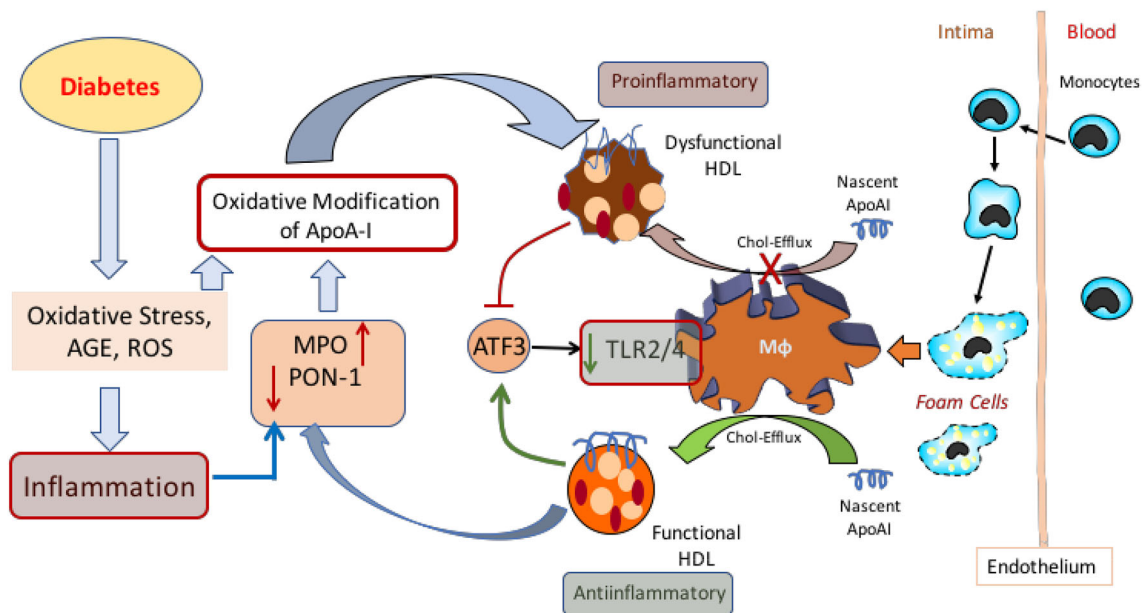 Diabetes
Oxidative Stress,
AGE, ROS
Inflammation
Oxidative Modification
of ApoA-I
MPO
PON-1
Proinflammatory
Dysfunctional
HDL
Nascent
ApoAI
Chol-Efflux
X
ATF3
TLR2/4
Mϕ
Chol-Efflux
Nascent
ApoAI
Functional
HDL
Antiinflammatory
Intima
Blood
Monocytes
Foam Cells
Endothelium